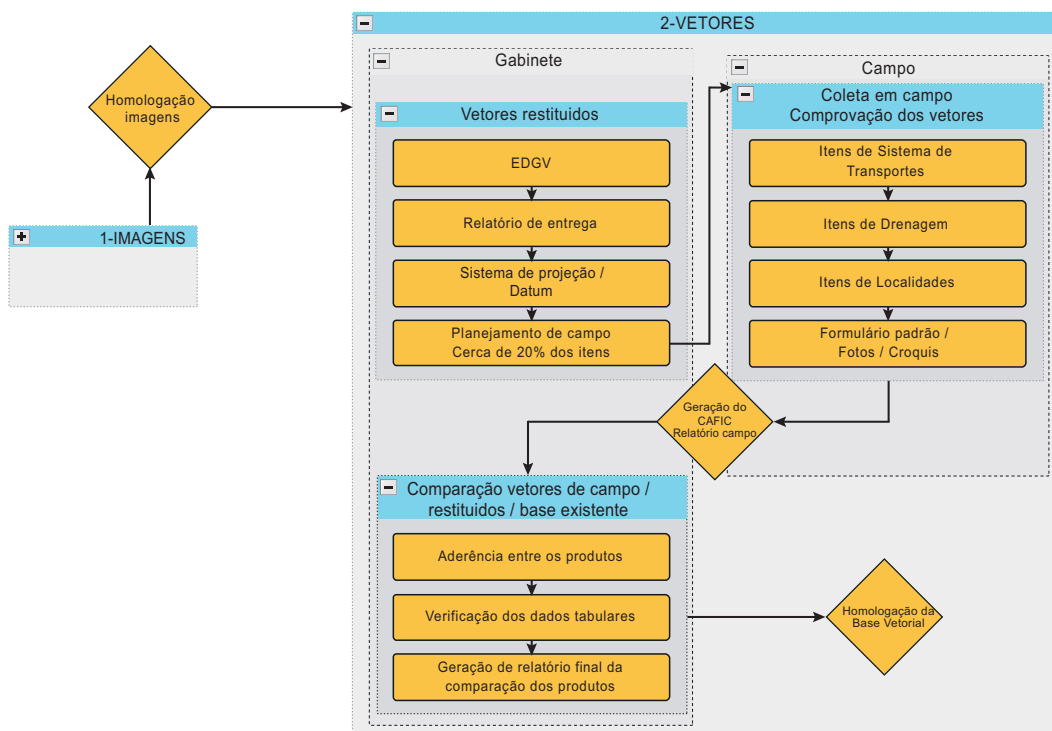 2-VETORES
Homologação
imagens
1-IMAGENS
Gabinete
Vetores restituidos
EDGV
Relatório de entrega
Sistema de projeção /
Datum
Planejamento de campo
Cerca de 20% dos itens
Campo
Coleta em campo
Comprovação dos vetores
Itens de Sistema de
Transportes
Itens de Drenagem
Itens de Localidades
Formulário padrão /
Fotos / Croquis
Geração do
CAFIC
Relatório campo
Comparação vetores de campo /
restituidos / base existente
Aderência entre os produtos
Verificação dos dados tabulares
Geração de relatório final da
comparação dos produtos
Homologação da
Base Vetorial